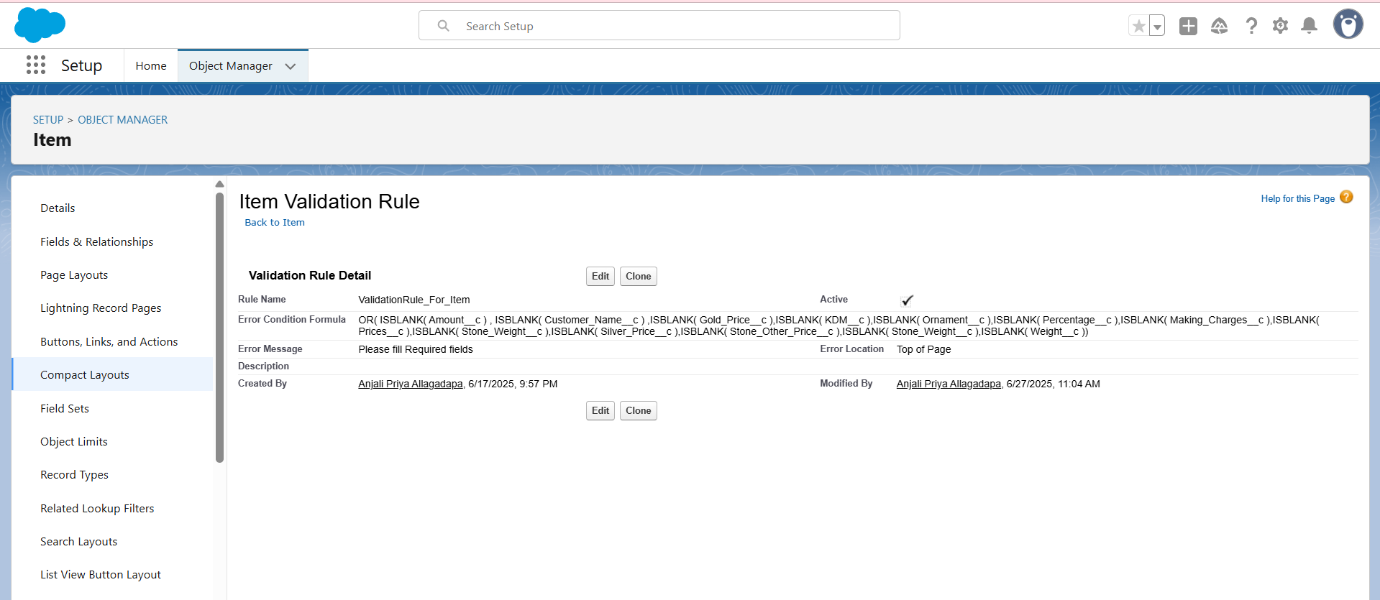 Search Setup
Setup Home Object Manager
SETUP > OBJECT MANAGER
Item
Details
Fields & Relationships
Page Layouts
Lightning Record Pages
Buttons, Links, and Actions
Compact Layouts
Field Sets
Object Limits
Record Types
Related Lookup Filters
Search Layouts
List View Button Layout
Item Validation Rule
Help for this Page ?
Back to Item
Validation Rule Detail Edit Clone
Rule Name ValidationRule_For_Item Active
Error Condition Formula OR( ISBLANK( Amount__c ) , ISBLANK( Customer_Name__c ) ,ISBLANK( Gold_Price__c ),ISBLANK( KDM__c ),ISBLANK( Ornament__c ),ISBLANK( Percentage__c ),ISBLANK( Making_Charges__c ),ISBLANK(
Prices__c ),ISBLANK( Stone_Weight__c ),ISBLANK( Silver_Price__c ),ISBLANK( Stone_Other_Price__c ),ISBLANK( Stone_Weight__c ),ISBLANK( Weight__c ))
Error Message Please fill Required fields Error Location Top of Page
Description
Created By Anjali Priya Allagadapa, 6/17/2025, 9:57 PM Modified By Anjali Priya Allagadapa, 6/27/2025, 11:04 AM
Edit Clone